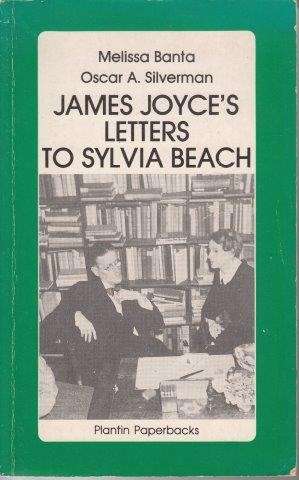 Melissa Banta
Oscar A. Silverman
JAMES JOYCE'S
LETTERS
TO SYLVIA BEACH
Plantin Paperbacks